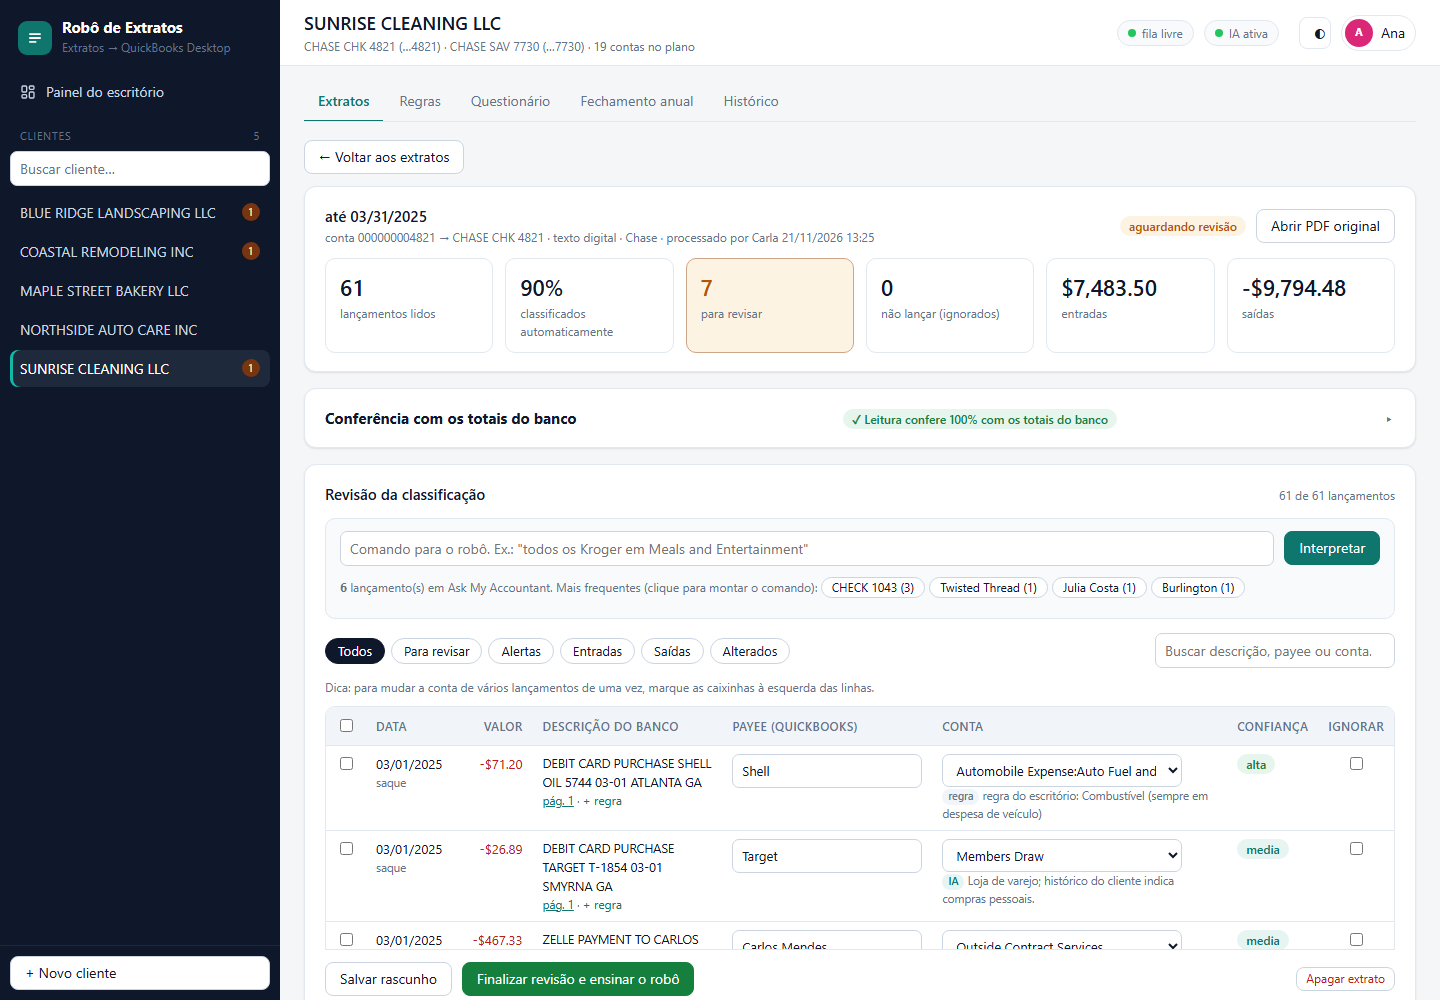 Robô de Extratos
Extratos → QuickBooks Desktop
Painel do escritório
CLIENTES 5
Buscar cliente...
BLUE RIDGE LANDSCAPING LLC 1
COASTAL REMODELING INC 1
MAPLE STREET BAKERY LLC
NORTHSIDE AUTO CARE INC
SUNRISE CLEANING LLC 1
+ Novo cliente
SUNRISE CLEANING LLC
CHASE CHK 4821 (...4821) · CHASE SAV 7730 (...7730) · 19 contas no plano
fila livre
IA ativa
A Ana
Extratos Regras Questionário Fechamento anual Histórico
← Voltar aos extratos
até 03/31/2025
conta 000000004821 → CHASE CHK 4821 · texto digital · Chase · processado por Carla 21/11/2026 13:25
aguardando revisão
Abrir PDF original
61
lançamentos lidos
90%
classificados
automaticamente
7
para revisar
0
não lançar (ignorados)
$7,483.50
entradas
-$9,794.48
saídas
Conferência com os totais do banco
✓ Leitura confere 100% com os totais do banco
Revisão da classificação
61 de 61 lançamentos
Comando para o robô. Ex.: "todos os Kroger em Meals and Entertainment"
Interpretar
6 lançamento(s) em Ask My Accountant. Mais frequentes (clique para montar o comando): CHECK 1043 (3) Twisted Thread (1) Julia Costa (1) Burlington (1)
Todos Para revisar Alertas Entradas Saídas Alterados
Buscar descrição, payee ou conta.
Dica: para mudar a conta de vários lançamentos de uma vez, marque as caixinhas à esquerda das linhas.
DATA VALOR DESCRIÇÃO DO BANCO PAYEE (QUICKBOOKS) CONTA CONFIANÇA IGNORAR
03/01/2025
saque
-$71.20
DEBIT CARD PURCHASE SHELL
OIL 5744 03-01 ATLANTA GA
pág. 1 · + regra
Shell
Automobile Expense:Auto Fuel and
regra regra do escritório: Combustível (sempre em
despesa de veículo)
alta
03/01/2025
saque
-$26.89
DEBIT CARD PURCHASE
TARGET T-1854 03-01
SMYRNA GA
pág. 1 · + regra
Target
Members Draw
IA Loja de varejo; histórico do cliente indica
compras pessoais.
media
03/01/2025
-$467.33
ZELLE PAYMENT TO CARLOS
Carlos Mendes
Outside Contract Services
media
Salvar rascunho
Finalizar revisão e ensinar o robô
Apagar extrato